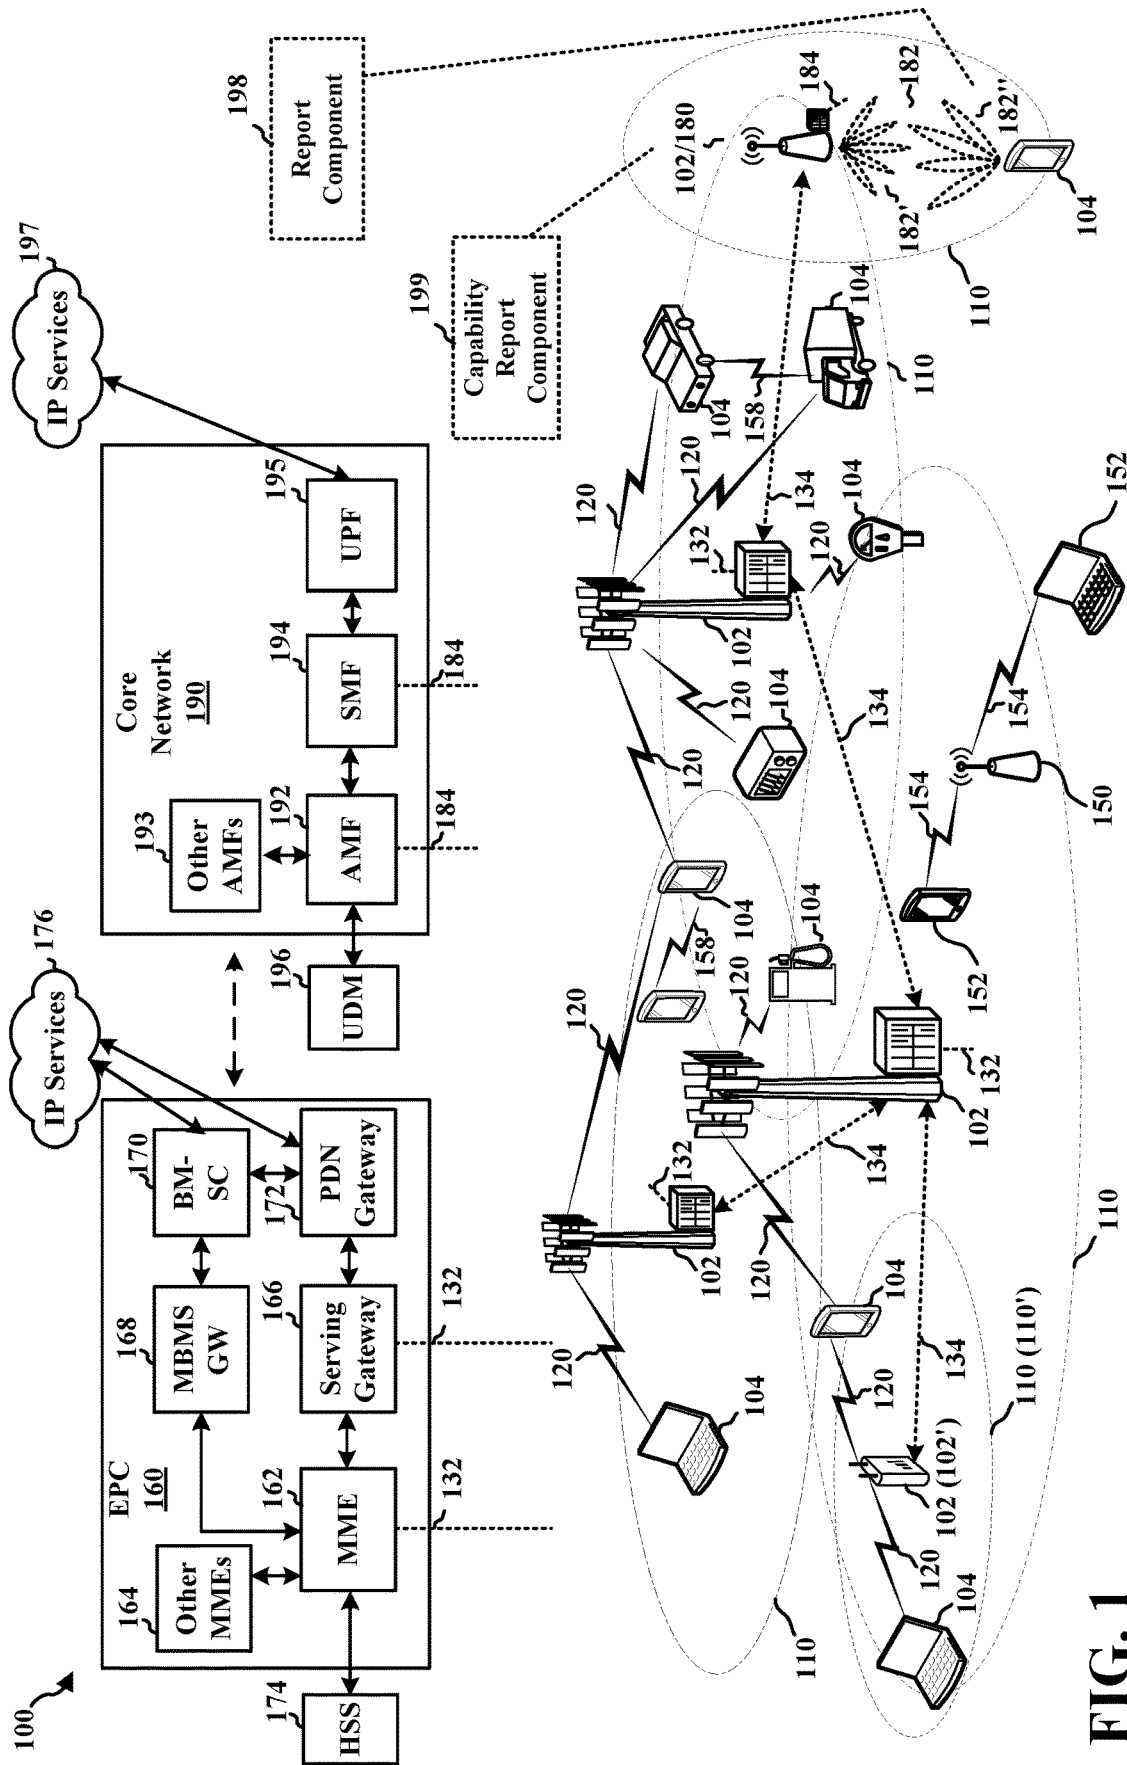 100
EPC
160
164
Other
MMEs
162
MME
174
HSS
168
MBMS
GW
166
Serving
Gateway
170
BM-
SC
172
PDN
Gateway
132
132
IP Services
176
Core
Network
190
193
Other
AMFs
192
AMF
196
UDM
194
SMF
195
UPF
184
184
IP Services
197
198
Report
Component
199
Capability
Report
Component
120
120
120
120
120
102/180
184
182
182'
182''
104
110
104
158
104
110
132
134
102
120
104
120
104
104
158
120
104
132
102
134
120
104
110
104
120
102 (102')
120
104
134
132
102
134
154
152
150
154
152
110 (110')
110
FIG. 1